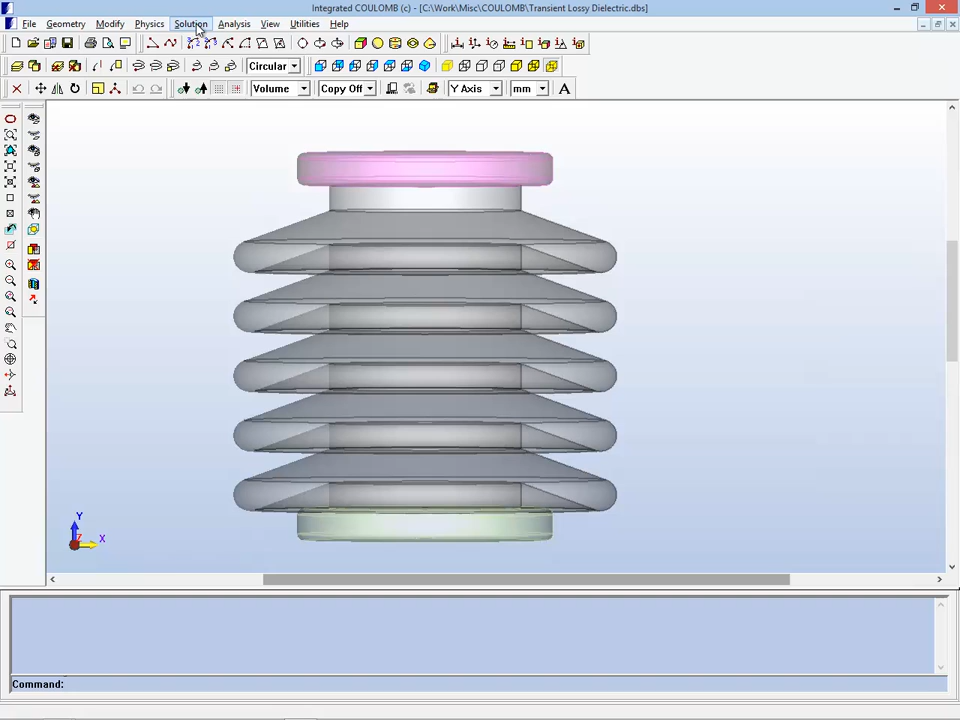 Integrated COULOMB (c) - [C:\Work\Misc\COULOMB\Transient Lossy Dielectric.dbs]
File Geometry Modify Physics Solution Analysis View Utilities Help
Circular
Volume Copy Off Y Axis mm A
Y
X
Z
Command: